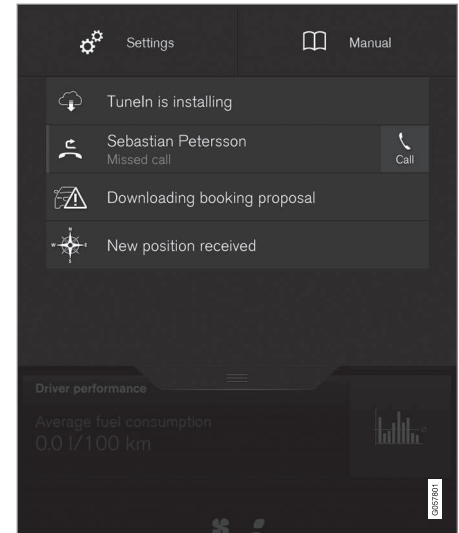 Settings
Manual
TuneIn is installing
Sebastian Petersson
Missed call
Call
Downloading booking proposal
N
W
E
S
New position received
Driver performance
Average fuel consumption
0.0 l/100 km
G057801